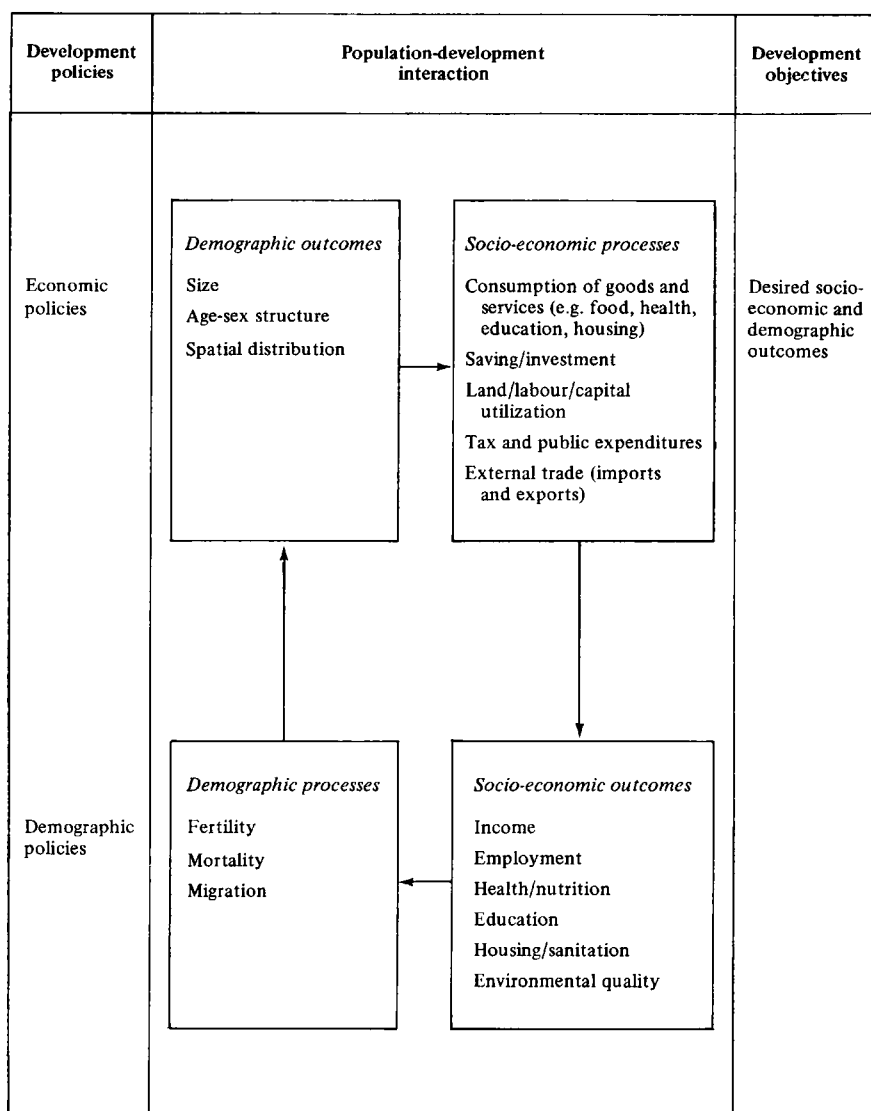 Development
policies
Population-development
interaction
Development
objectives
Economic
policies
Demographic outcomes
Size
Age-sex structure
Spatial distribution
Socio-economic processes
Consumption of goods and
services (e.g. food, health,
education, housing)
Saving/investment
Land/labour/capital
utilization
Tax and public expenditures
External trade (imports
and exports)
Desired socio-
economic and
demographic
outcomes
Demographic
policies
Demographic processes
Fertility
Mortality
Migration
Socio-economic outcomes
Income
Employment
Health/nutrition
Education
Housing/sanitation
Environmental quality